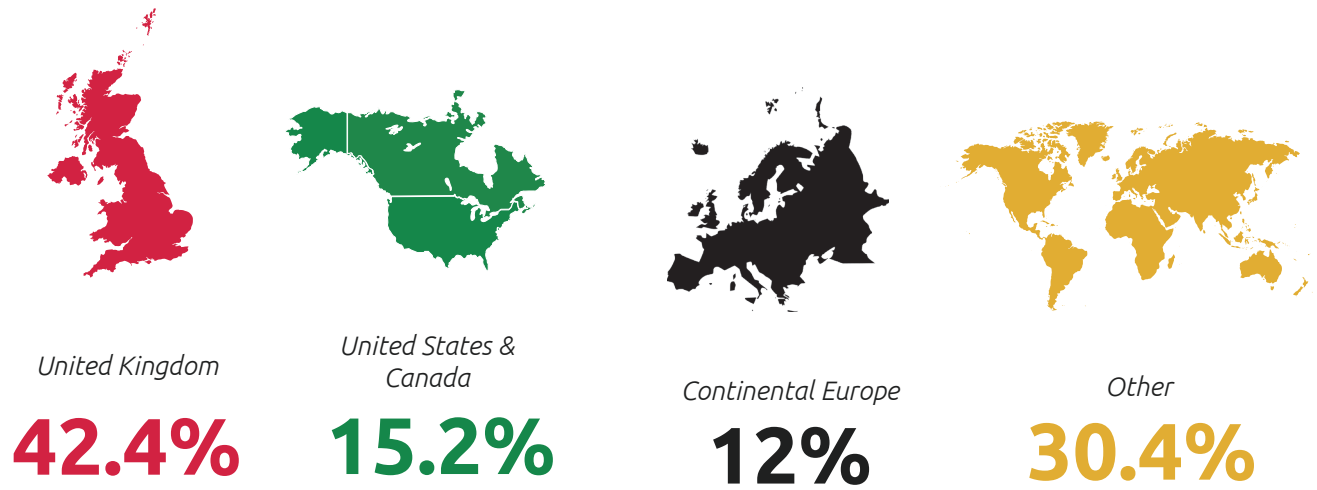 United Kingdom
42.4%
United States &
Canada
15.2%
Continental Europe
12%
Other
30.4%